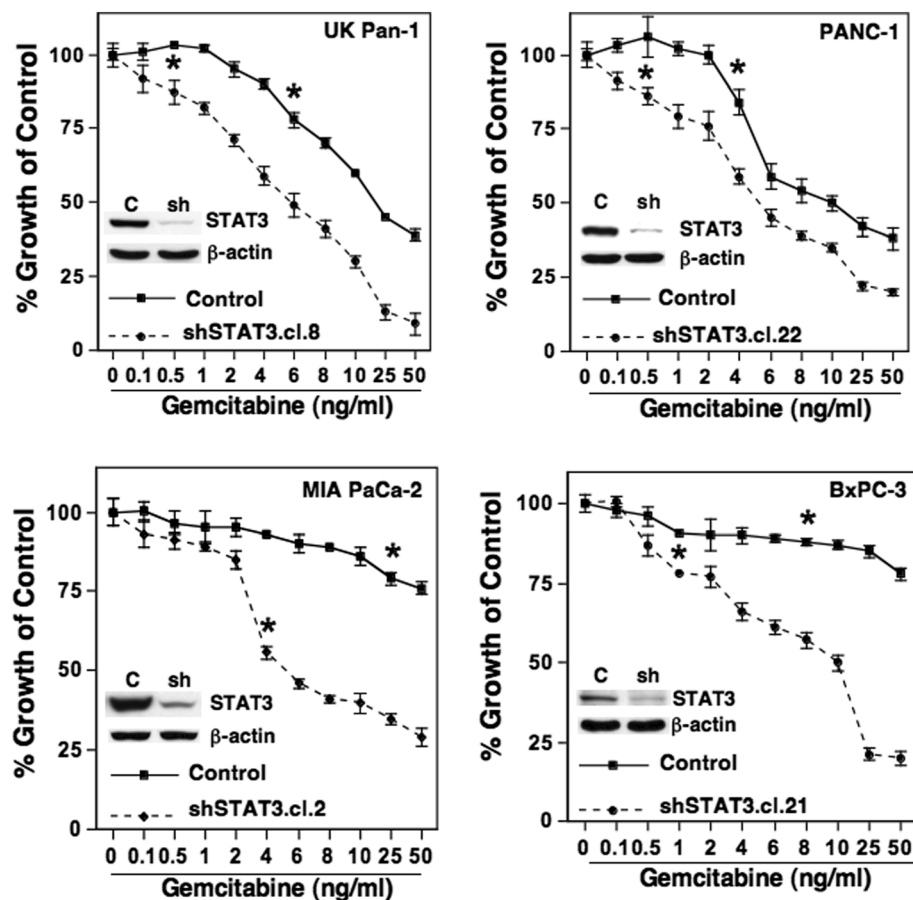 UK Pan-1
% Growth of Control
100
75
50
25
0
C sh
STAT3
β-actin
Control
shSTAT3.cl.8
0 0.1 0.5 1 2 4 6 8 10 25 50
Gemcitabine (ng/ml)
PANC-1
% Growth of Control
100
75
50
25
0
C sh
STAT3
β-actin
Control
shSTAT3.cl.22
0 0.1 0.5 1 2 4 6 8 10 25 50
Gemcitabine (ng/ml)
MIA PaCa-2
% Growth of Control
100
75
50
25
0
C sh
STAT3
β-actin
Control
shSTAT3.cl.2
0 0.1 0.5 1 2 4 6 8 10 25 50
Gemcitabine (ng/ml)
BxPC-3
% Growth of Control
100
75
50
25
0
C sh
STAT3
β-actin
Control
shSTAT3.cl.21
0 0.1 0.5 1 2 4 6 8 10 25 50
Gemcitabine (ng/ml)